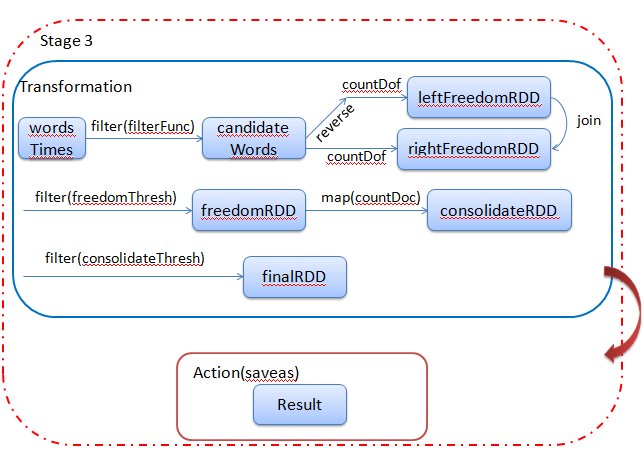 Stage 3
Transformation
words
Times
filter(filterFunc)
candidate
Words
reverse
countDof
leftFreedomRDD
join
countDof
rightFreedomRDD
filter(freedomThresh)
freedomRDD
map(countDoc)
consolidateRDD
filter(consolidateThresh)
finalRDD
Action(saveas)
Result